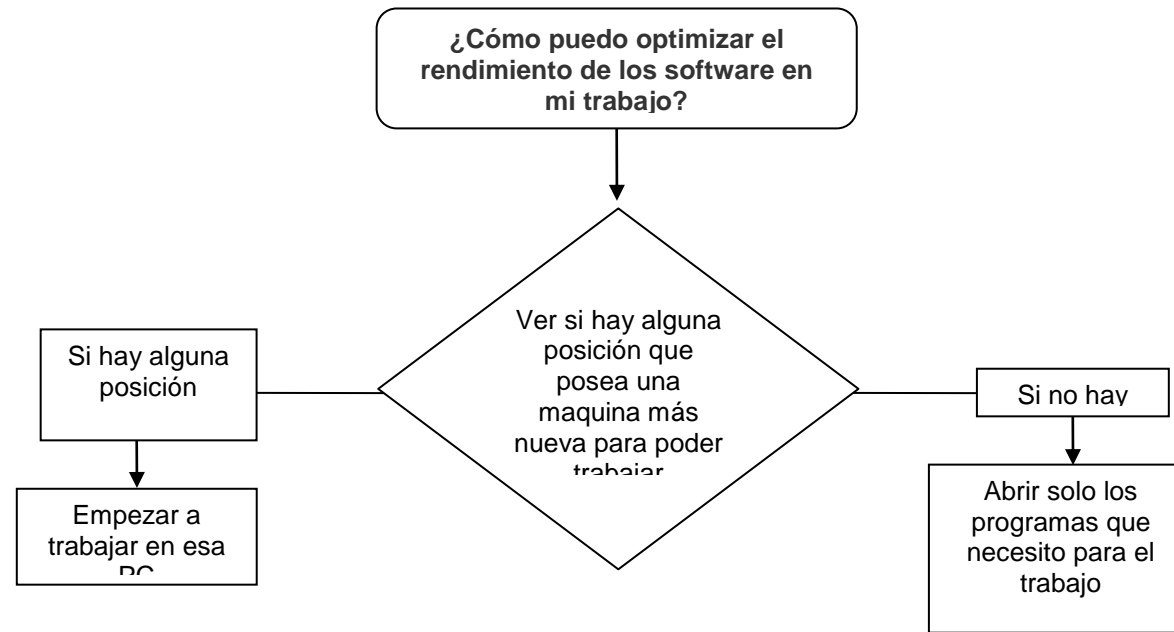 ¿Cómo puedo optimizar el
rendimiento de los software en
mi trabajo?
Ver si hay alguna
posición que
posea una
maquina más
nueva para poder
trabajar
Si hay alguna
posición
Empezar a
trabajar en esa
PC
Si no hay
Abrir solo los
programas que
necesito para el
trabajo